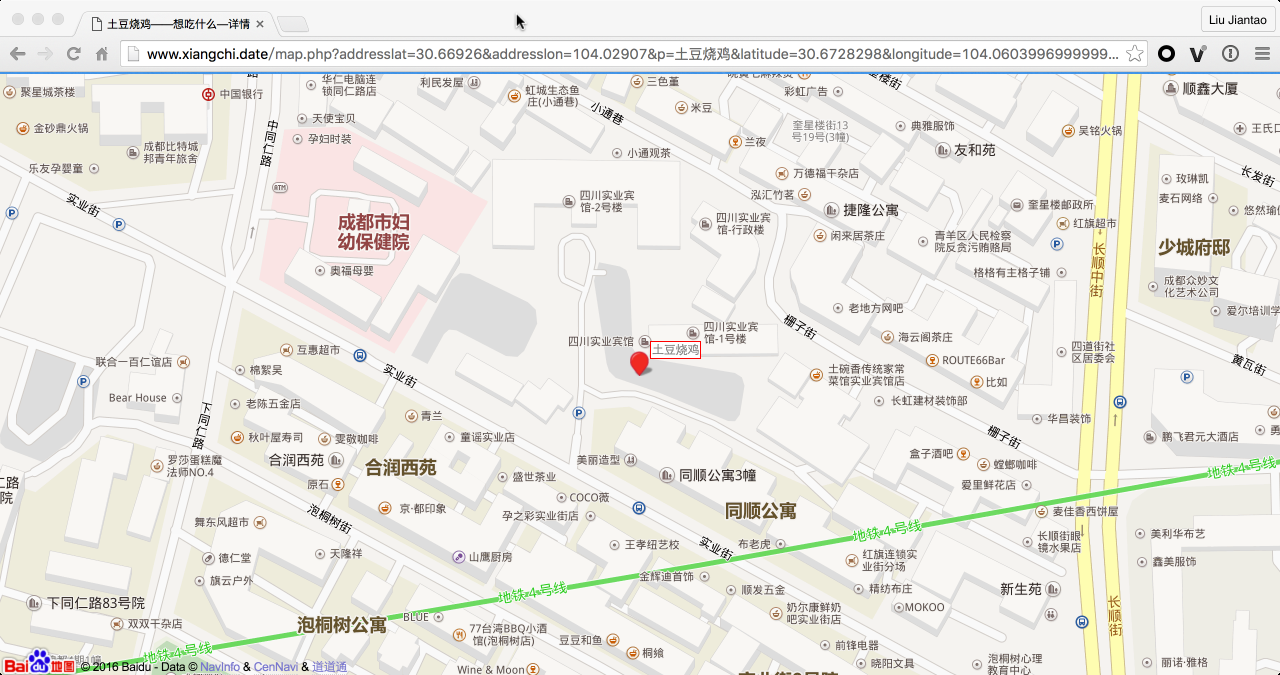 土豆烧鸡——想吃什么—详情
Liu Jiantao
www.xiangchi.date/map.php?addresslat=30.66926&addresslon=104.02907&p=土豆烧鸡&latitude=30.6728298&longitude=104.0603996999999...
聚星城茶楼
中国银行
华仁电脑连
锁同仁路店
利民发屋
虹城生态鱼
庄(小通巷)
三色堇
米豆
彩虹广告
顺鑫大厦
金砂鼎火锅
天使宝贝
孕妇时装
小通巷
兰夜
奎星楼街13
号19号(3幢)
典雅服饰
吴铭火锅
王氏口
成都比特城
邦青年旅舍
中同仁路
小通观茶
友和苑
乐友孕婴童
万德福干杂店
玫琳凯
长发街
实业街
ATM
四川实业宾
馆-2号楼
泓汇竹茗
捷隆公寓
奎星楼邮政所
麦石网络
悠然瑜伽
成都市妇
幼保健院
四川实业宾
馆-行政楼
闲来居茶庄
青羊区人民检察
院反贪污贿赂局
红旗超市
少城府邸
奥福母婴
格格有主格子铺
长顺中街
成都众妙文
化艺术公司
老地方网吧
爱尔培训学
栅子街
四川实业宾馆
四川实业宾
馆-1号楼
土豆烧鸡
海云阁茶庄
互惠超市
四道街社
区居委会
联合一百仁谊店
棉絮吴
实业街
土碗香传统家常
菜馆实业宾馆店
ROUTE66Bar
比如
黄瓦街
Bear House
老陈五金店
下同仁路
青兰
长虹建材装饰部
华昌装饰
秋叶屋寿司
雯敬咖啡
童谣实业店
栅子街
鹏飞君元大酒店
罗莎蛋糕魔
法师NO.4
合润西苑
合润西苑
美丽造型
同顺公寓3幢
盒子酒吧
螳螂咖啡
地铁4号线
原石
盛世茶业
爱里鲜花店
COCO薇
同顺公寓
麦佳香西饼屋
舞东风超市
泡桐树街
京·都印象
孕之彩实业街店
地铁4号线
长顺街眼
镜水果店
美利华布艺
德仁堂
天隆祥
山鹰厨房
王孝纽艺校
实业街
布老虎
红旗连锁实
业街分场
鑫美服饰
旗云户外
地铁4号线
金辉迪首饰
顺发五金
精纺布庄
新生苑
下同仁路83号院
双双干杂店
泡桐树公寓
BLUE
77台湾BBQ小酒
馆(泡桐树店)
豆豆和鱼
奶尔康鲜奶
吧实业街店
MOKOO
长顺街
地铁4号线
桐繪
前锋电器
Wine & Moon
晓阳文具
泡桐树心理
教育中心
丽诺·雅格
Bai du 地图
© 2016 Baidu - Data © NavInfo & CenNavi & 道道通